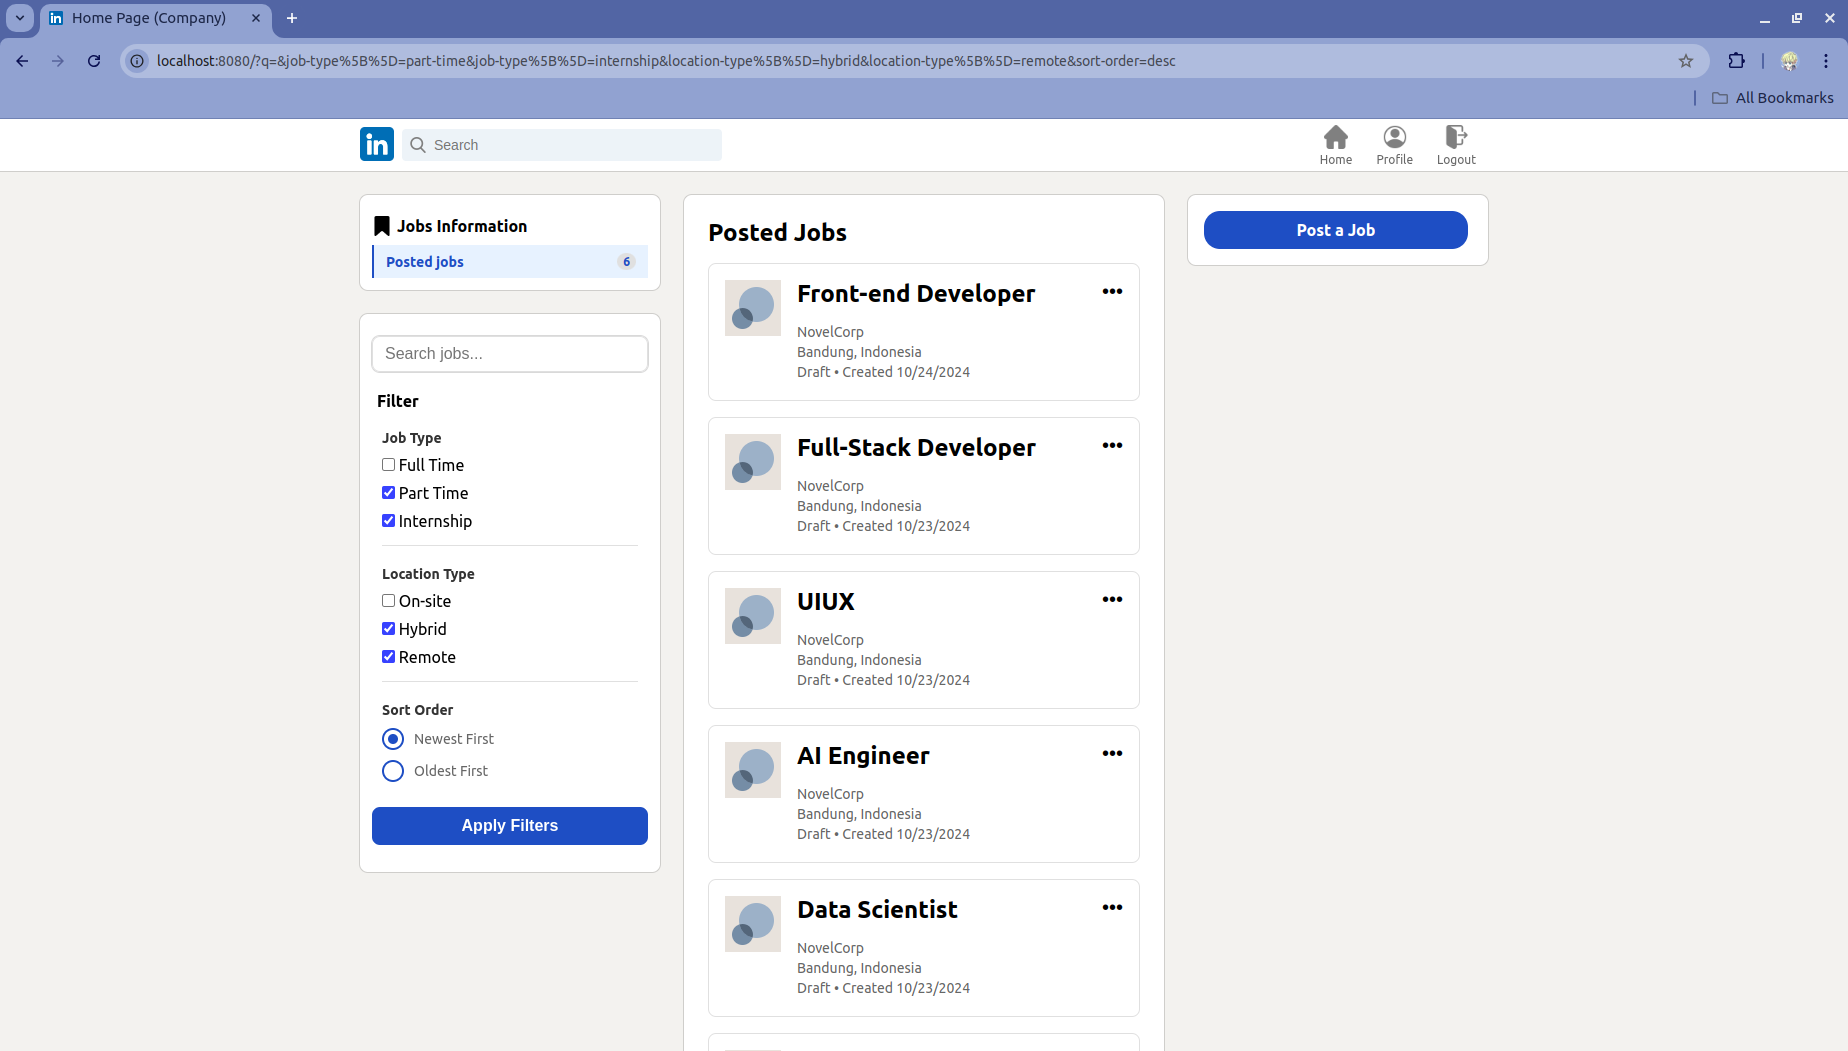 Home Page (Company)
localhost:8080/?q=&job-type%5B%5D=part-time&job-type%5B%5D=internship&location-type%5B%5D=hybrid&location-type%5B%5D=remote&sort-order=desc
All Bookmarks
in
Search
Home
Profile
Logout
Jobs Information
Posted jobs
6
Search jobs...
Filter
Job Type
Full Time
Part Time
Internship
Location Type
On-site
Hybrid
Remote
Sort Order
Newest First
Oldest First
Apply Filters
Posted Jobs
Front-end Developer
NovelCorp
Bandung, Indonesia
Draft • Created 10/24/2024
Full-Stack Developer
NovelCorp
Bandung, Indonesia
Draft • Created 10/23/2024
UIUX
NovelCorp
Bandung, Indonesia
Draft • Created 10/23/2024
AI Engineer
NovelCorp
Bandung, Indonesia
Draft • Created 10/23/2024
Data Scientist
NovelCorp
Bandung, Indonesia
Draft • Created 10/23/2024
Post a Job